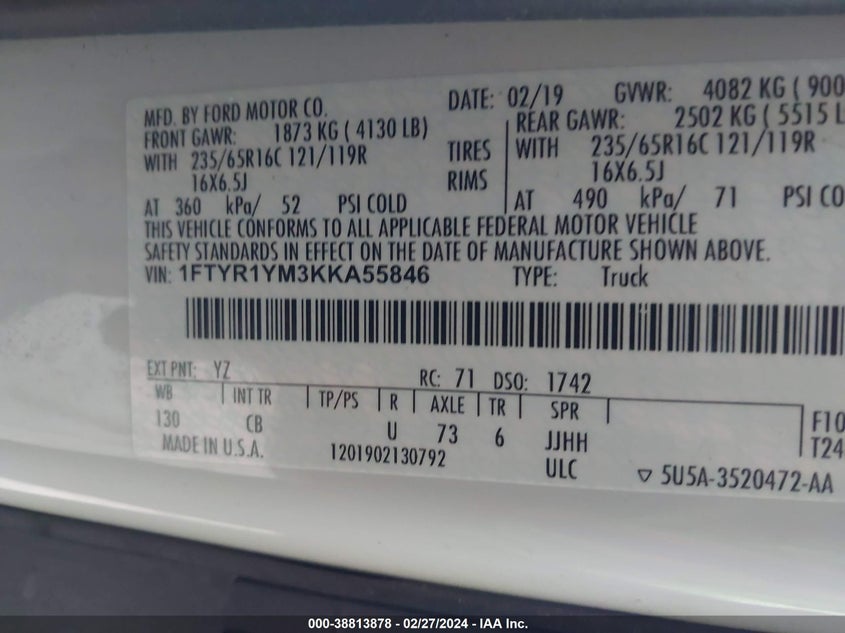 MFD. BY FORD MOTOR CO. DATE: 02/19 GVWR: 4082 KG ( 900
FRONT GAWR: 1873 KG ( 4130 LB) REAR GAWR: 2502 KG ( 5515 L
WITH 235/65R16C 121/119R TIRES WITH 235/65R16C 121/119R
16X6.5J RIMS 16X6.5J
AT 360 kPa/ 52 PSI COLD AT 490 kPa/ 71 PSI CO
THIS VEHICLE CONFORMS TO ALL APPLICABLE FEDERAL MOTOR VEHICLE
SAFETY STANDARDS IN EFFECT ON THE DATE OF MANUFACTURE SHOWN ABOVE.
VIN: 1FTYR1YM3KKA55846 TYPE: Truck
EXT PNT: YZ RC: 71 DSO: 1742
WB INT TR TP/PS R AXLE TR SPR
130 CB U 73 6 JJHH F10
MADE IN U.S.A. 1201902130792 ULC T24
5U5A-3520472-AA
000-38813878 - 02/27/2024 - IAA Inc.